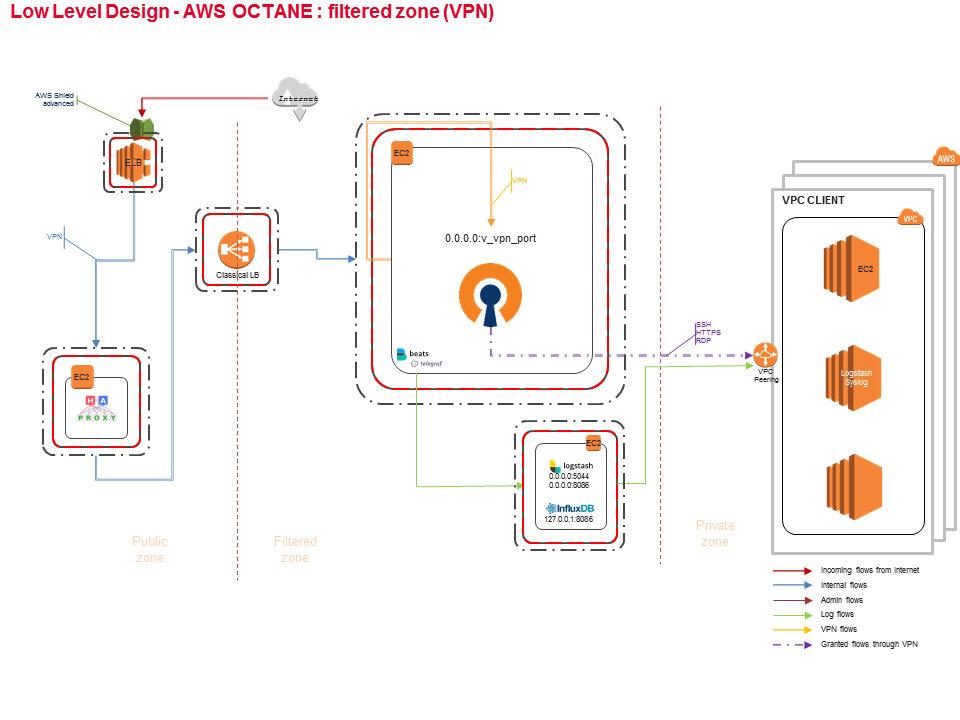 Low Level Design - AWS OCTANE : filtered zone (VPN)
AWS Shield
advanced
Internet
ELB
VPN
EC2
HA
PROXY
Classical LB
EC2
VPN
0.0.0.0:v_vpn_port
beats
telegraf
EC2
logstash
0.0.0.0:5044
0.0.0.0:8086
InfluxDB
127.0.0.1:8086
SSH
HTTPS
RDP
VPC
Peering
AWS
VPC CLIENT
VPC
EC2
Logstash
Syslog
Public
zone
Filtered
zone
Private
zone
Incoming flows from Internet
Internal flows
Admin flows
Log flows
VPN flows
Granted flows through VPN